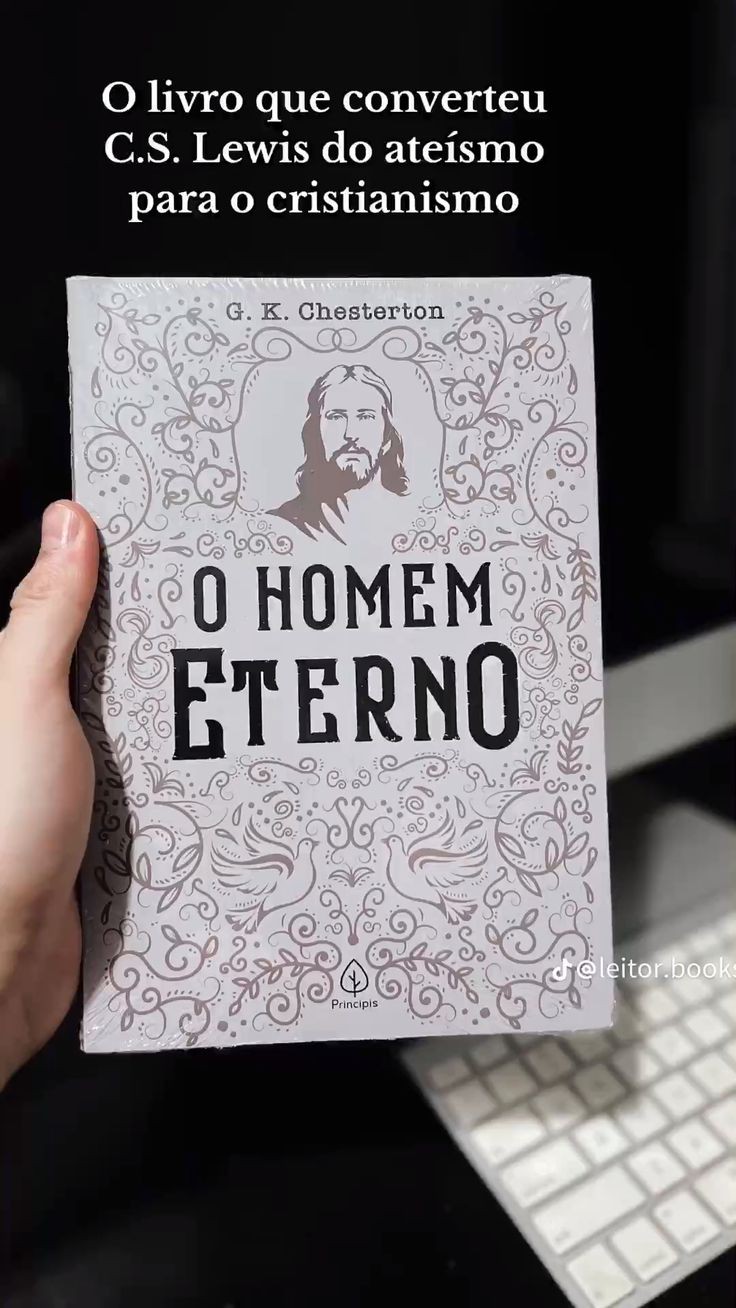 O livro que converteu
C.S. Lewis do ateísmo
para o cristianismo
G. K. Chesterton
O HOMEM
ETERNO
@leitor.books
Principis